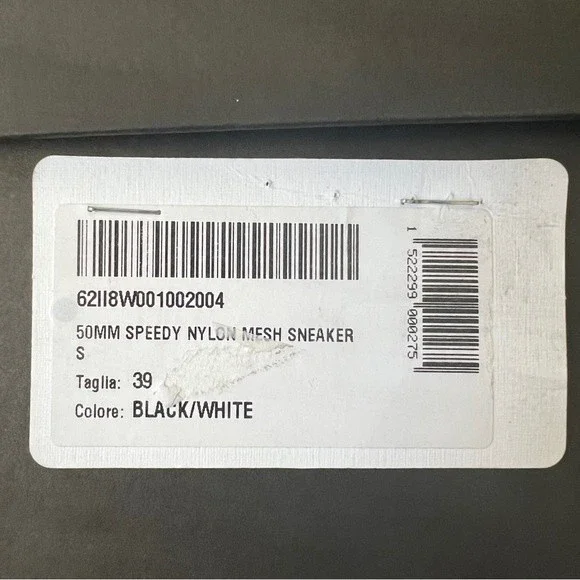 62II8W001002004
50MM SPEEDY NYLON MESH SNEAKER
S
Taglia: 39
Colore: BLACK/WHITE
1 522299 000275